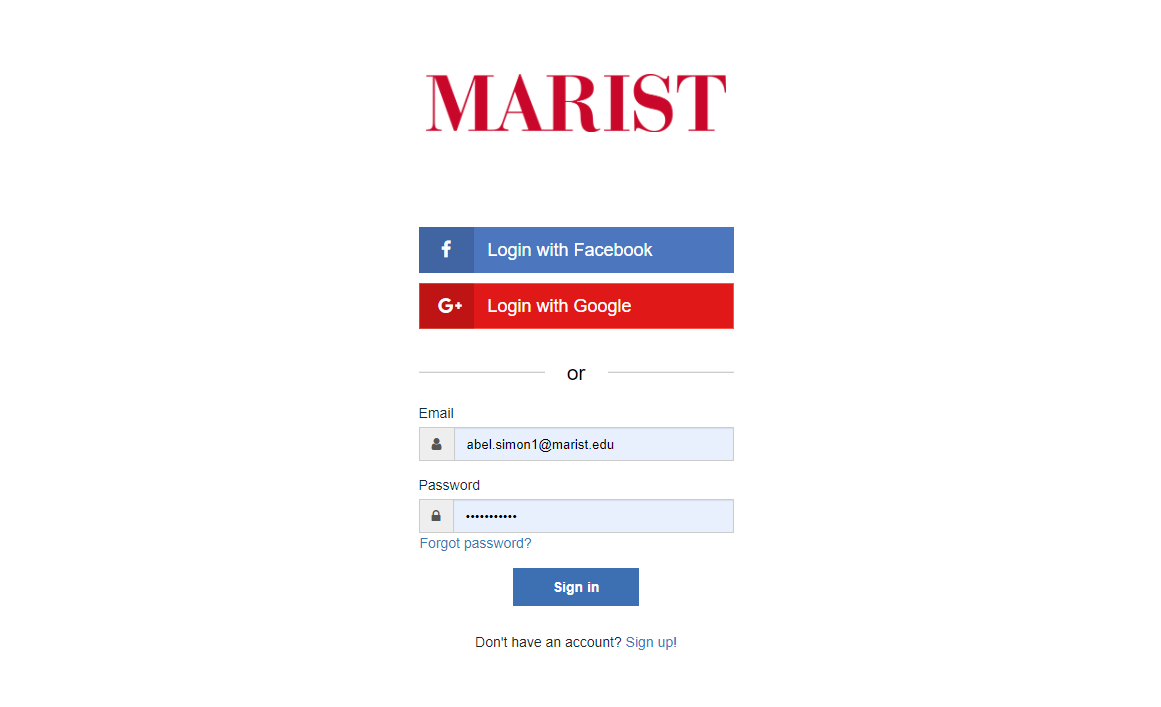 MARIST
Login with Facebook
G+ Login with Google
or
Email
abel.simon1@marist.edu
Password
•••••••••••
Forgot password?
Sign in
Don't have an account? Sign up!